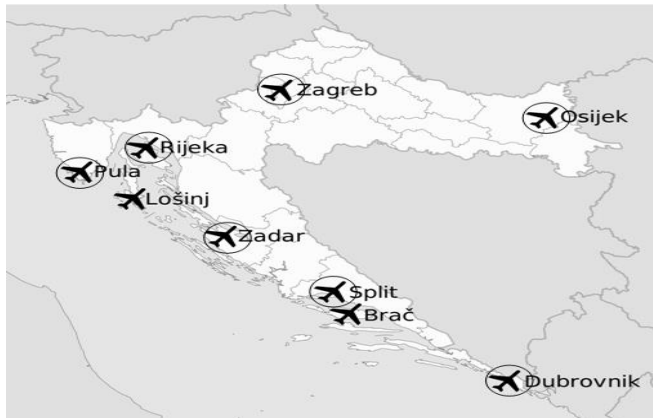 Zagreb
Osijek
Rijeka
Pula
Lošinj
Zadar
Split
Brač
Dubrovnik